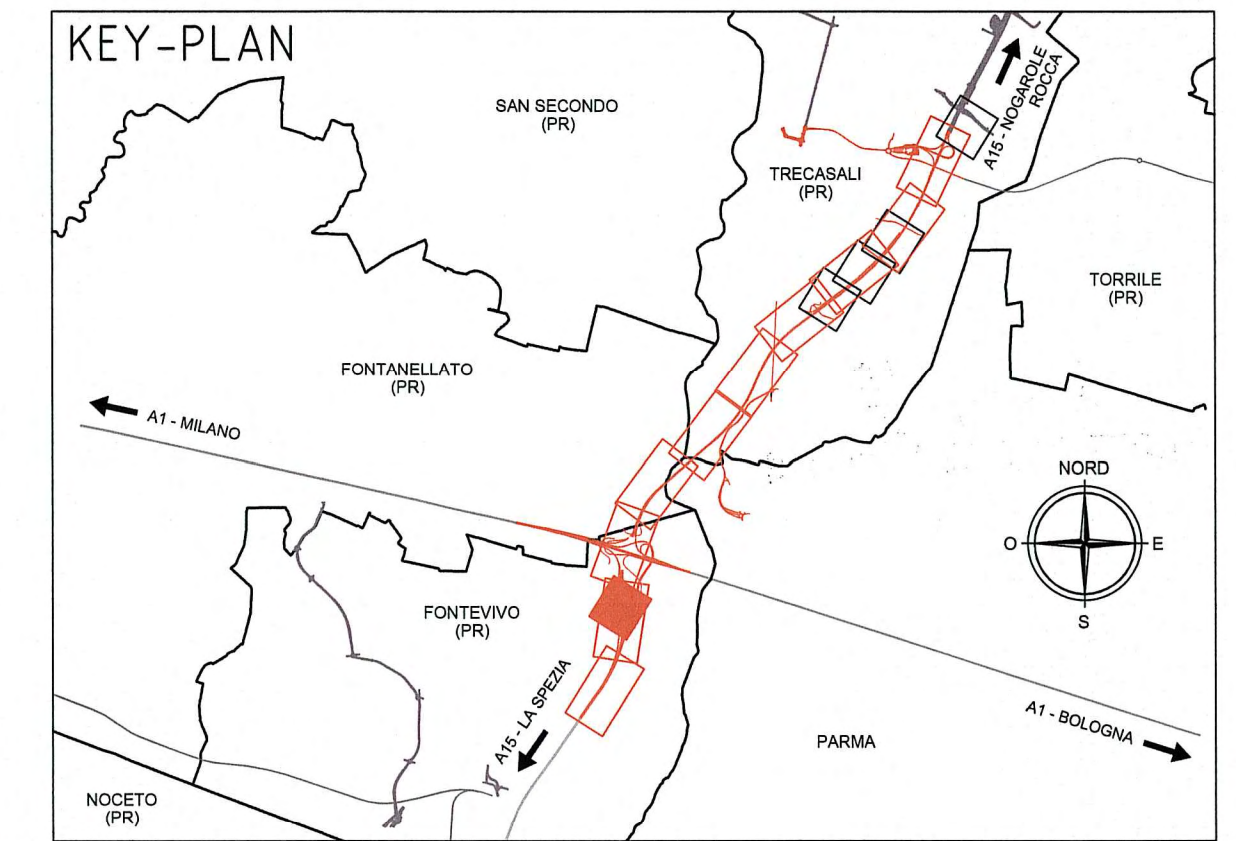 KEY-PLAN
SAN SECONDO
(PR)
A15 - NOGAROLE
ROCCA
TRECASALI
(PR)
TORRILE
(PR)
FONTANELLATO
(PR)
A1 - MILANO
NORD
O
E
S
FONTEVIVO
(PR)
A15 - LA SPEZIA
A1 - BOLOGNA
PARMA
NOCETO
(PR)